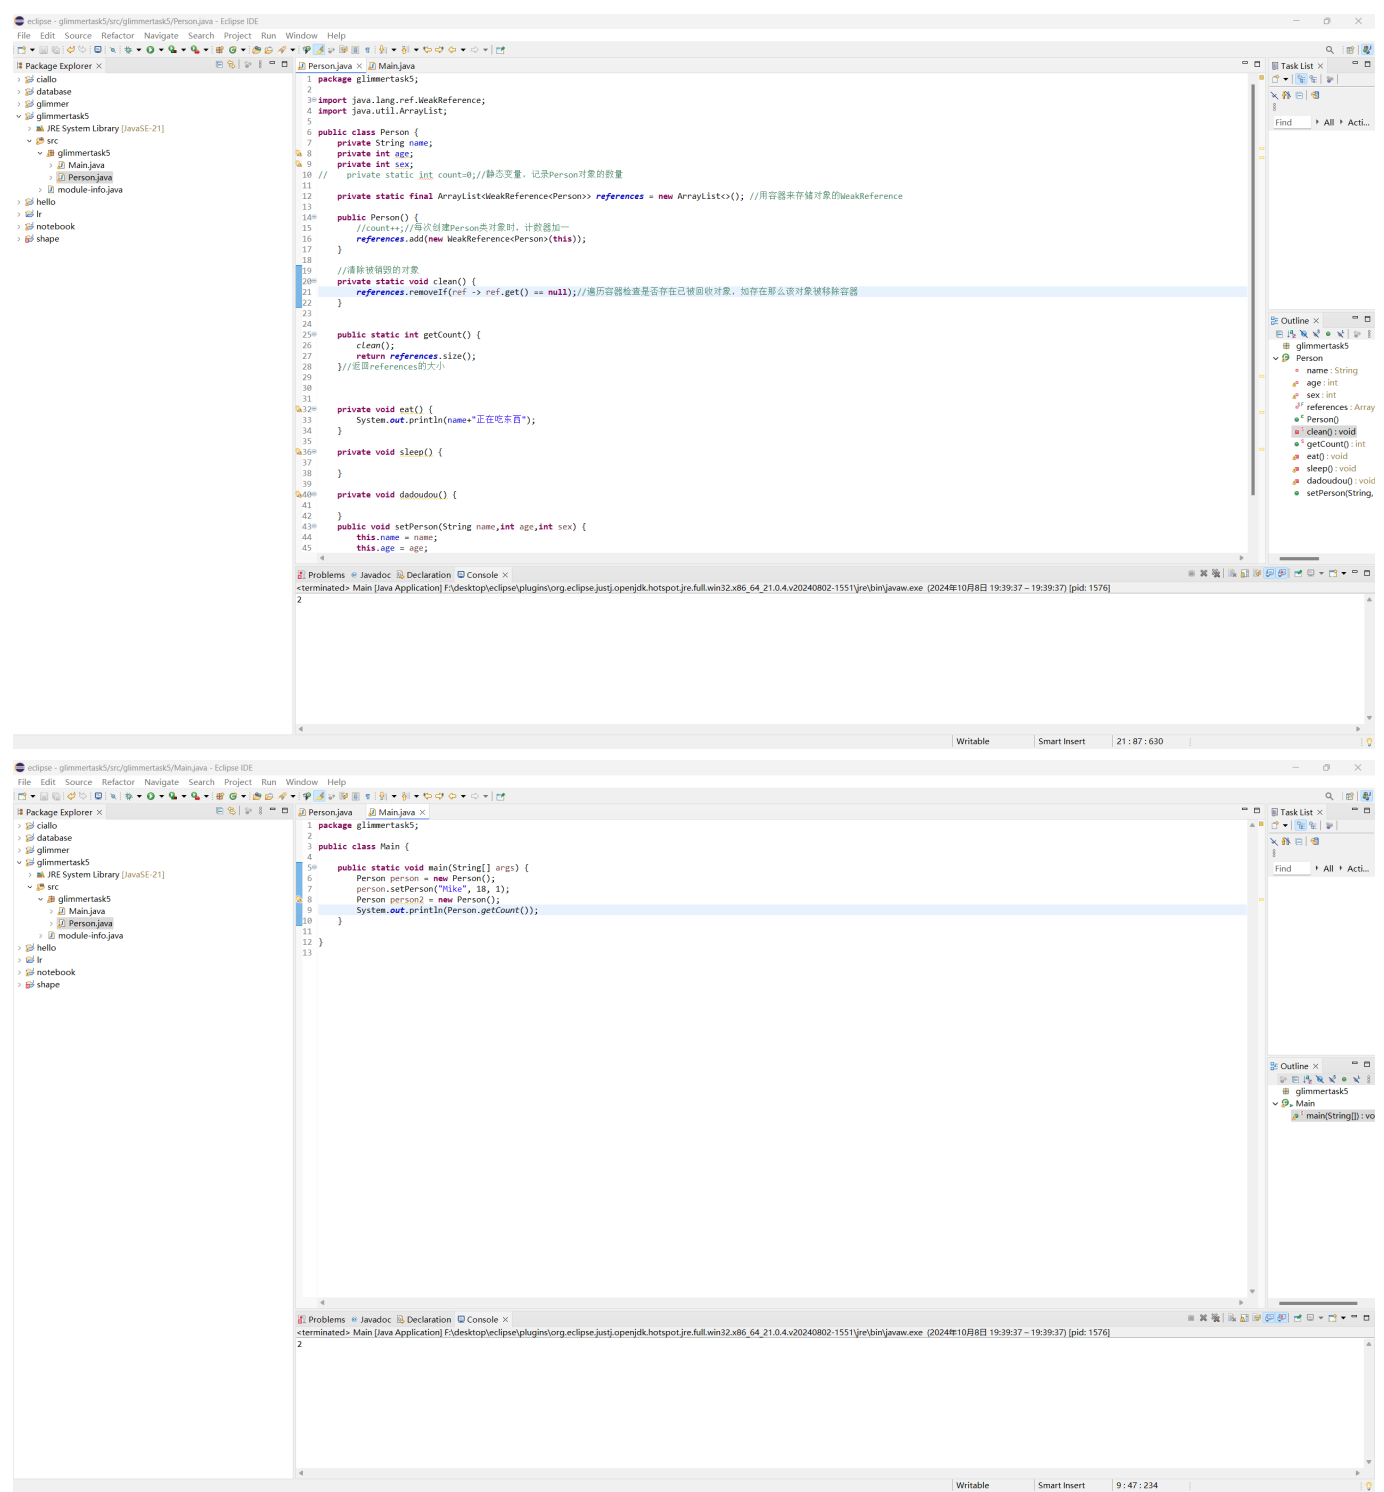 eclipse - glimmertask5/src/glimmertask5/Person.java - Eclipse IDE
File Edit Source Refactor Navigate Search Project Run Window Help
Package Explorer
ciallo
database
glimmer
glimmertask5
JRE System Library [JavaSE-21]
src
glimmertask5
Main.java
Person.java
module-info.java
hello
lr
notebook
shape
Person.java Main.java
1 package glimmertask5;
2
3 import java.lang.ref.WeakReference;
4 import java.util.ArrayList;
5
6 public class Person {
7 private String name;
8 private int age;
9 private int sex;
10 // private static int count=0;//静态变量，记录Person对象的数量
11
12 private static final ArrayList<WeakReference<Person>> references = new ArrayList<>(); //用容器来存储对象的WeakReference
13
14 public Person() {
15 //count++;//每次创建Person类对象时，计数器加一
16 references.add(new WeakReference<Person>(this));
17 }
18
19 //清除被销毁的对象
20 private static void clean() {
21 references.removeIf(ref -> ref.get() == null);//遍历容器检查是否存在已被回收对象，如存在那么该对象被移除容器
22 }
23
24
25 public static int getCount() {
26 clean();
27 return references.size();
28 }//返回references的大小
29
30
31
32 private void eat() {
33 System.out.println(name+"正在吃东西");
34 }
35
36 private void sleep() {
37
38 }
39
40 private void dadoudou() {
41
42 }
43 public void setPerson(String name,int age,int sex) {
44 this.name = name;
45 this.age = age;
Task List
Find All Acti...
Outline
glimmertask5
Person
name : String
age : int
sex : int
references : Array
Person()
clean() : void
getCount() : int
eat() : void
sleep() : void
dadoudou() : void
setPerson(String,
Problems Javadoc Declaration Console
<terminated> Main [Java Application] F:\desktop\eclipse\plugins\org.eclipse.justj.openjdk.hotspot.jre.full.win32.x86_64_21.0.4.v20240802-1551\jre\bin\javaw.exe (2024年10月8日 19:39:37 – 19:39:37) [pid: 1576]
2
Writable Smart Insert 21 : 87 : 630
eclipse - glimmertask5/src/glimmertask5/Main.java - Eclipse IDE
File Edit Source Refactor Navigate Search Project Run Window Help
Package Explorer
ciallo
database
glimmer
glimmertask5
JRE System Library [JavaSE-21]
src
glimmertask5
Main.java
Person.java
module-info.java
hello
lr
notebook
shape
Person.java Main.java
1 package glimmertask5;
2
3 public class Main {
4
5 public static void main(String[] args) {
6 Person person = new Person();
7 person.setPerson("Mike", 18, 1);
8 Person person2 = new Person();
9 System.out.println(Person.getCount());
10 }
11
12 }
13
Task List
Find All Acti...
Outline
glimmertask5
Main
main(String[]) : vo
Problems Javadoc Declaration Console
<terminated> Main [Java Application] F:\desktop\eclipse\plugins\org.eclipse.justj.openjdk.hotspot.jre.full.win32.x86_64_21.0.4.v20240802-1551\jre\bin\javaw.exe (2024年10月8日 19:39:37 – 19:39:37) [pid: 1576]
2
Writable Smart Insert 9 : 47 : 234